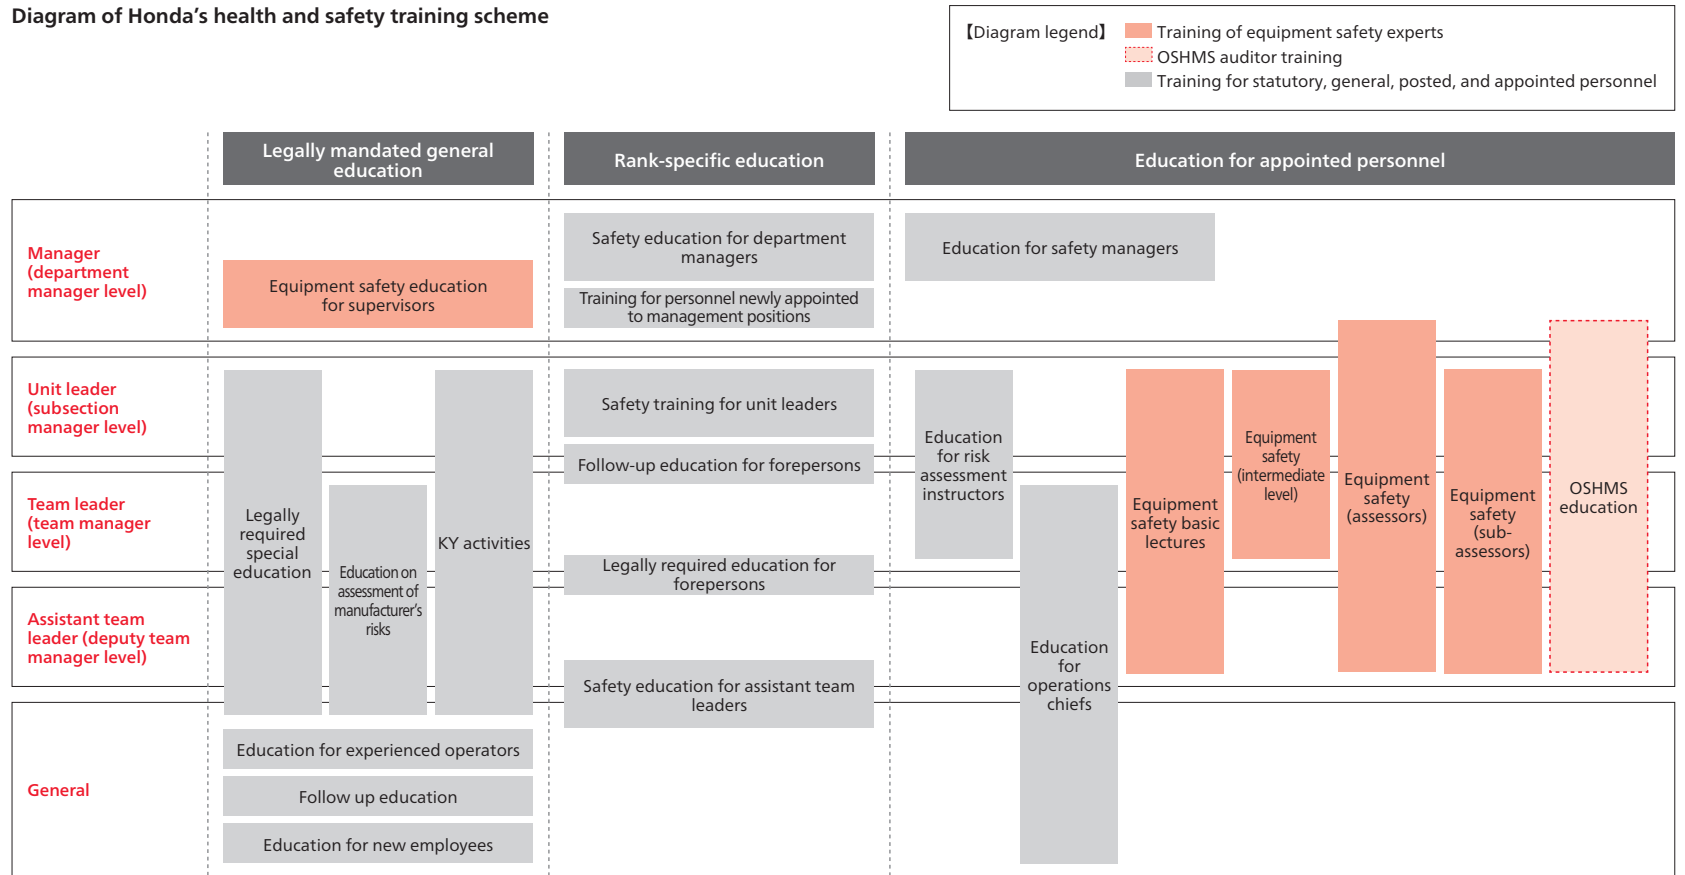 Diagram of Honda’s health and safety training scheme
【Diagram legend】
Training of equipment safety experts
OSHMS auditor training
Training for statutory, general, posted, and appointed personnel
Legally mandated general
education
Rank-specific education
Education for appointed personnel
Manager
(department
manager level)
Equipment safety education
for supervisors
Safety education for department
managers
Training for personnel newly appointed
to management positions
Education for safety managers
Unit leader
(subsection
manager level)
Team leader
(team manager
level)
Assistant team
leader (deputy team
manager level)
General
Legally
required
special
education
Education on
assessment of
manufacturer’s
risks
KY activities
Education for experienced operators
Follow up education
Education for new employees
Safety training for unit leaders
Follow-up education for forepersons
Legally required education for
forepersons
Safety education for assistant team
leaders
Education
for risk
assessment
instructors
Education
for
operations
chiefs
Equipment
safety basic
lectures
Equipment
safety
(intermediate
level)
Equipment
safety
(assessors)
Equipment
safety
(sub-
assessors)
OSHMS
education